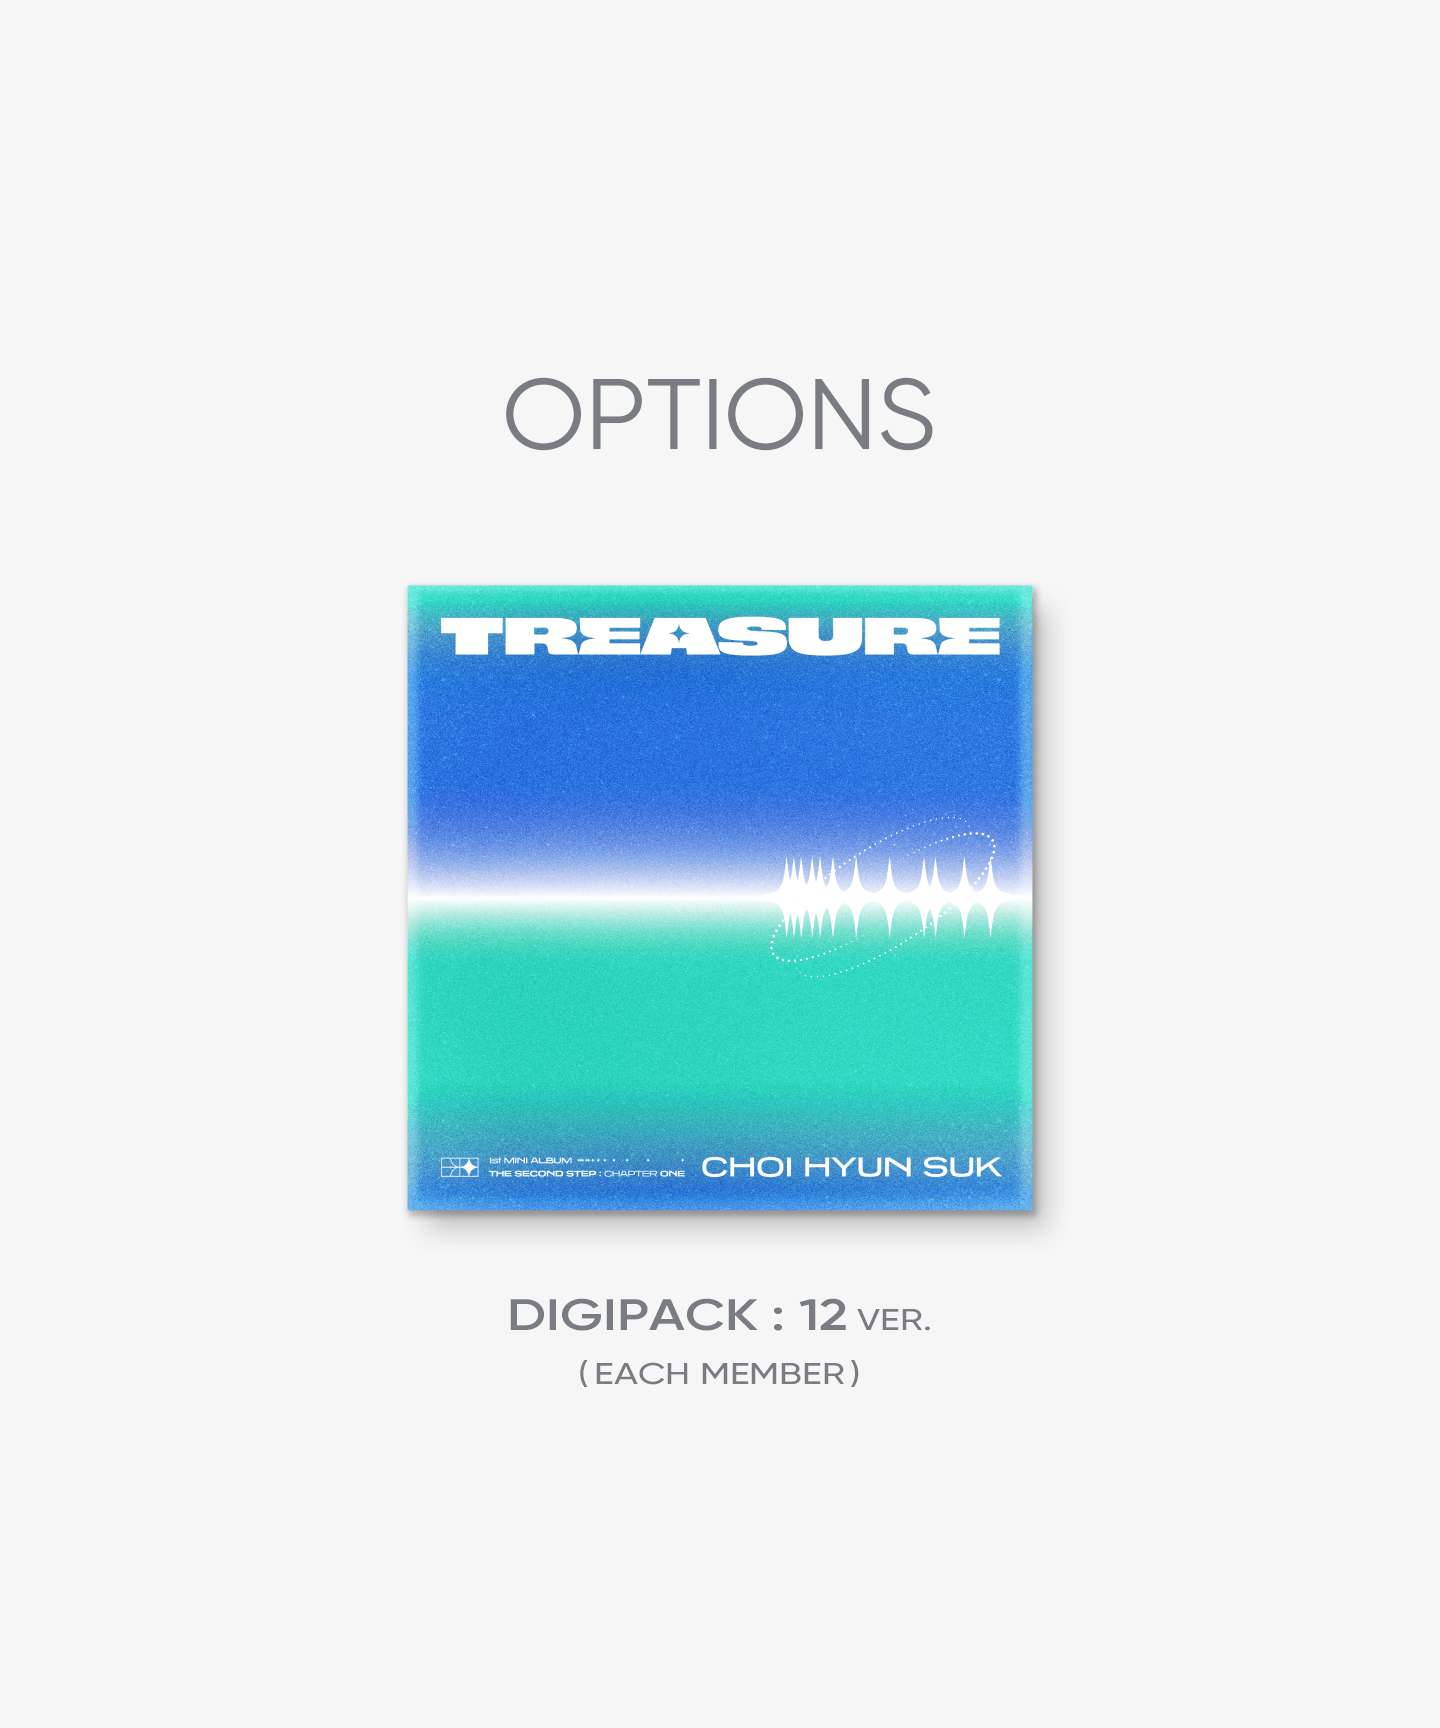 OPTIONS
TREASURE
1st MINI ALBUM
THE SECOND STEP : CHAPTER ONE
CHOI HYUN SUK
DIGIPACK : 12 VER.
(EACH MEMBER)